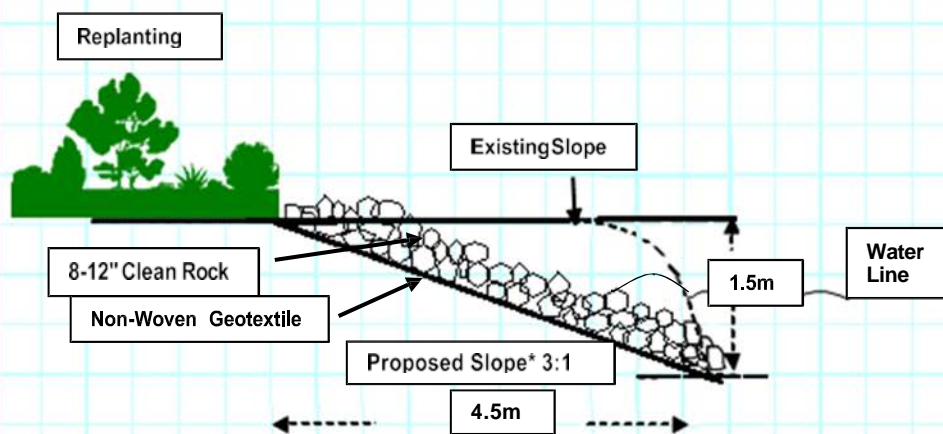 Replanting
ExistingSlope
8-12" Clean Rock
Non-Woven Geotextile
Proposed Slope* 3:1
4.5m
1.5m
Water
Line